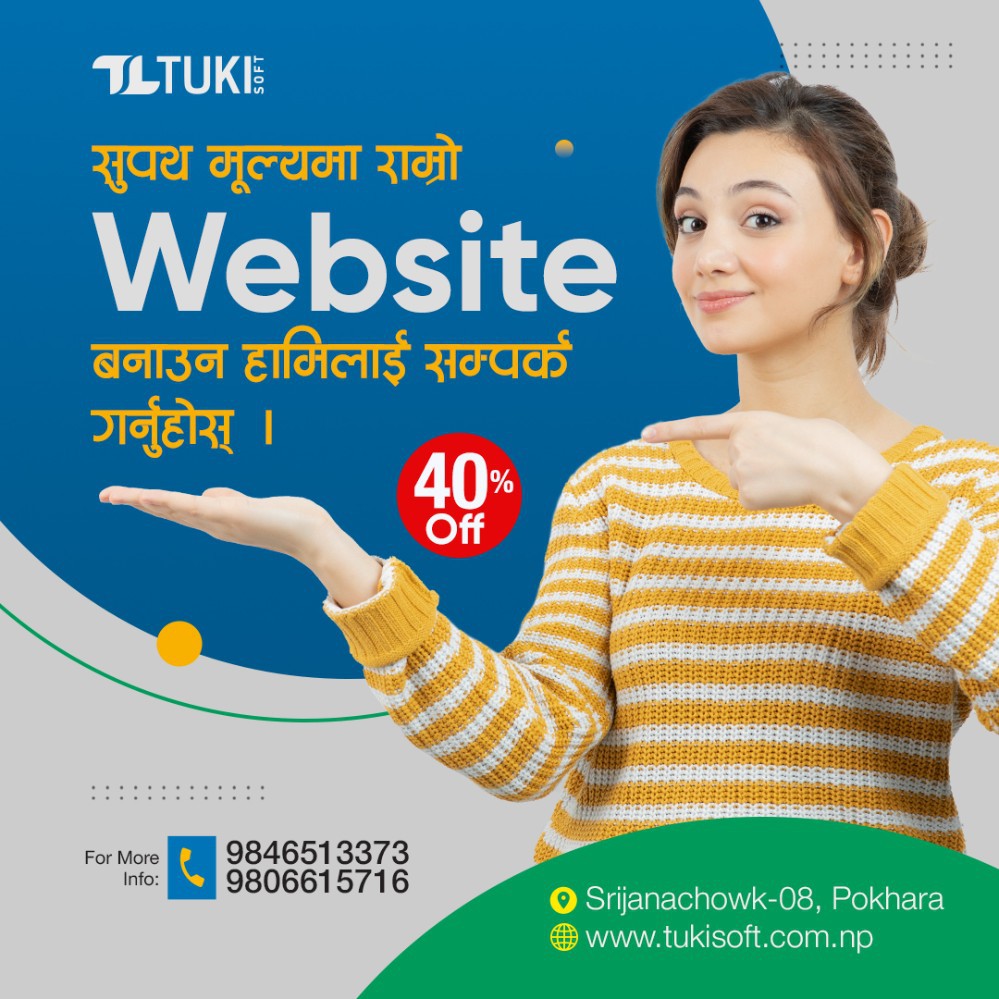 TUKI SOFT
सुपथ मूल्यमा राम्रो
Website
बनाउन हामिलाई सम्पर्क
गर्नुहोस् ।
40%
Off
For More
Info:
9846513373
9806615716
Srijanachowk-08, Pokhara
www.tukisoft.com.np